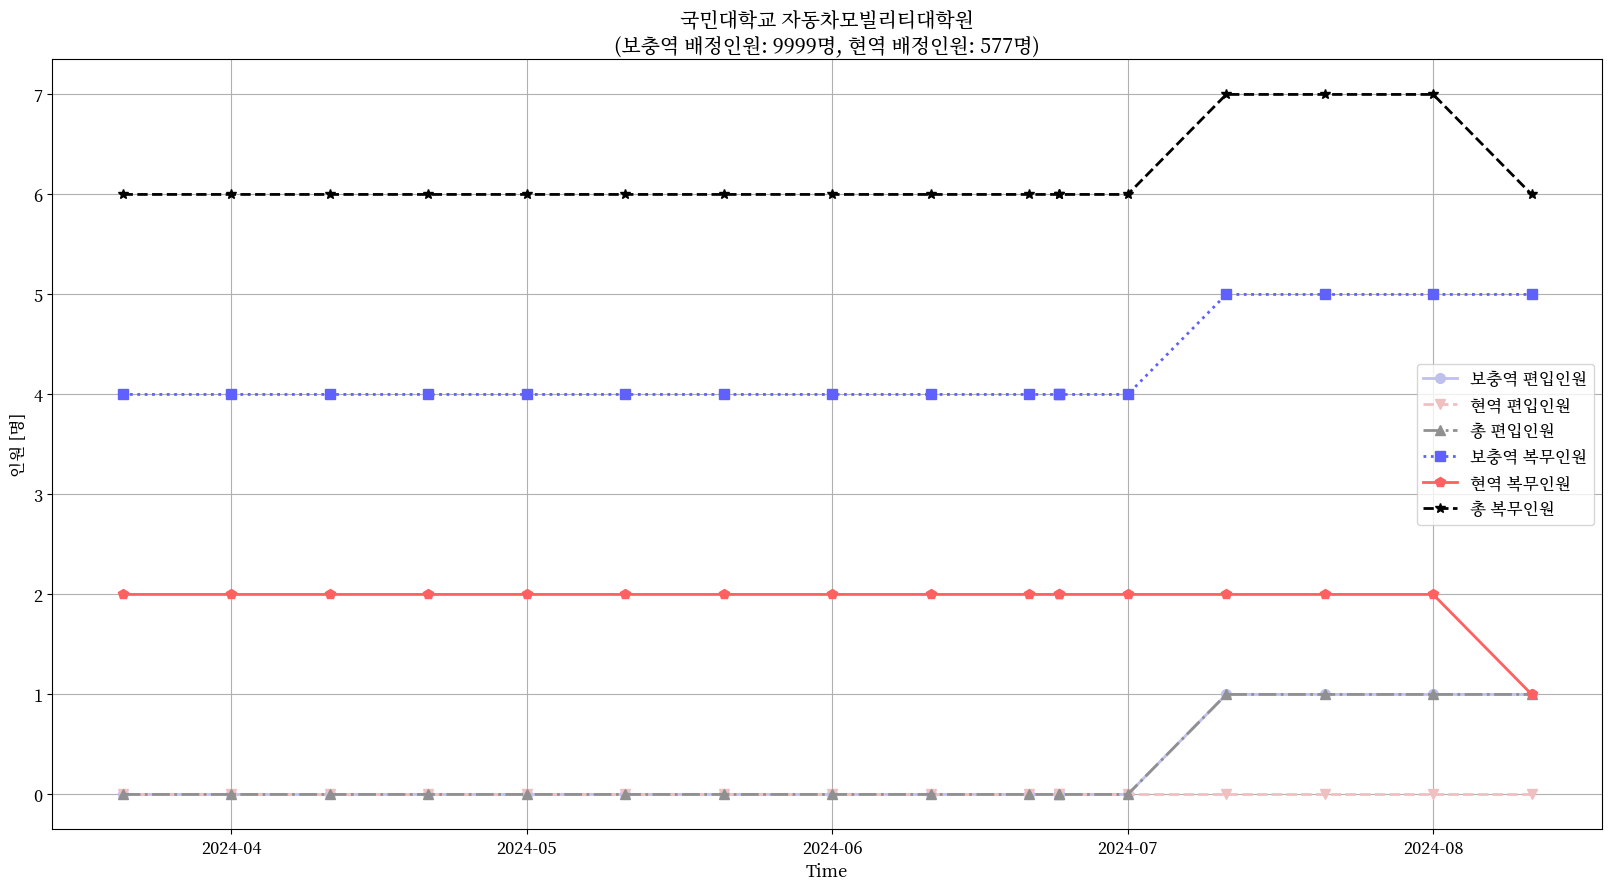 국민대학교 자동차모빌리티대학원
(보충역 배정인원: 9999명, 현역 배정인원: 577명)
인원 [명]
7
6
5
4
3
2
1
0
보충역 편입인원
현역 편입인원
총 편입인원
보충역 복무인원
현역 복무인원
총 복무인원
2024-04
2024-05
2024-06
2024-07
2024-08
Time